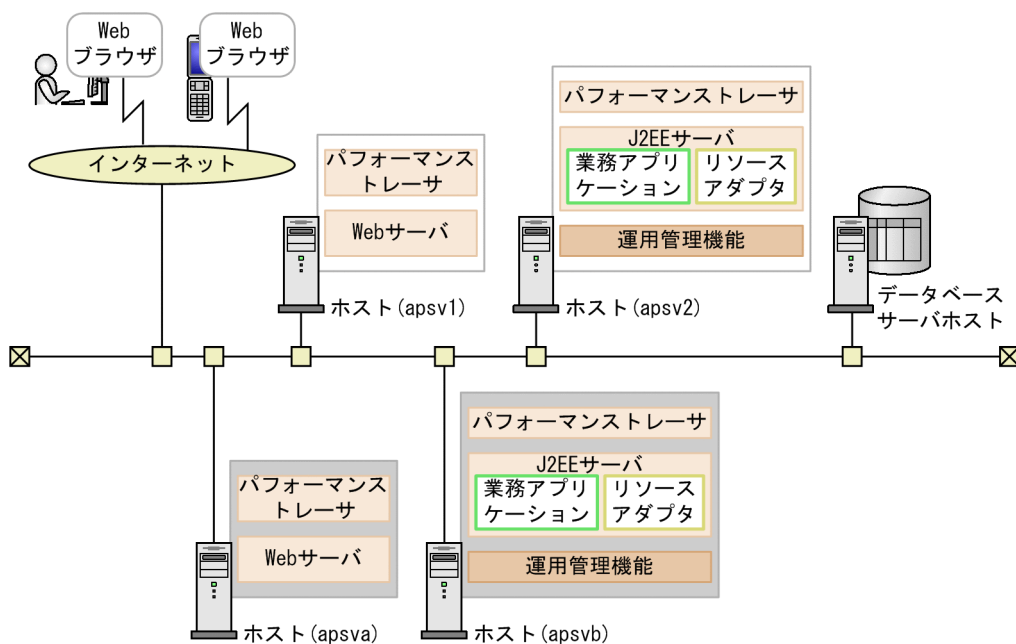 Web
ブラウザ
Web
ブラウザ
インターネット
パフォーマンス
トレーサ
Webサーバ
ホスト(apsv1)
パフォーマンストレーサ
J2EEサーバ
業務アプリ
ケーション
リソース
アダプタ
運用管理機能
ホスト(apsv2)
データベース
サーバホスト
パフォーマンス
トレーサ
Webサーバ
ホスト(apsva)
パフォーマンストレーサ
J2EEサーバ
業務アプリ
ケーション
リソース
アダプタ
運用管理機能
ホスト(apsvb)